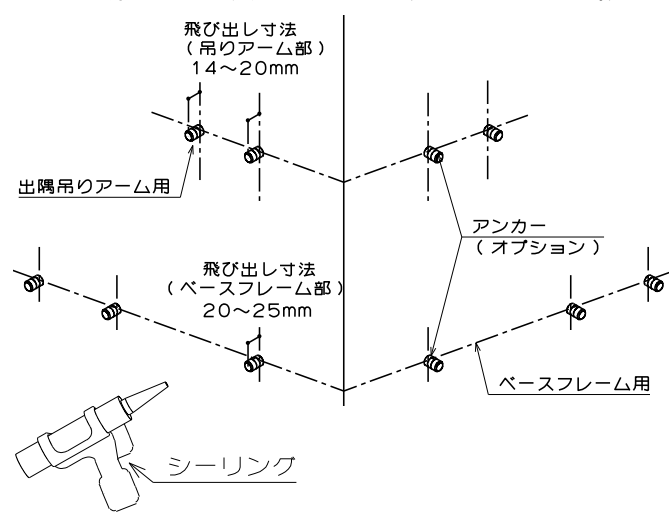 飛び出し寸法
(吊りアーム部)
14~20mm
出隅吊りアーム用
アンカー
(オプション)
飛び出し寸法
(ベースフレーム部)
20~25mm
ベースフレーム用
シーリング